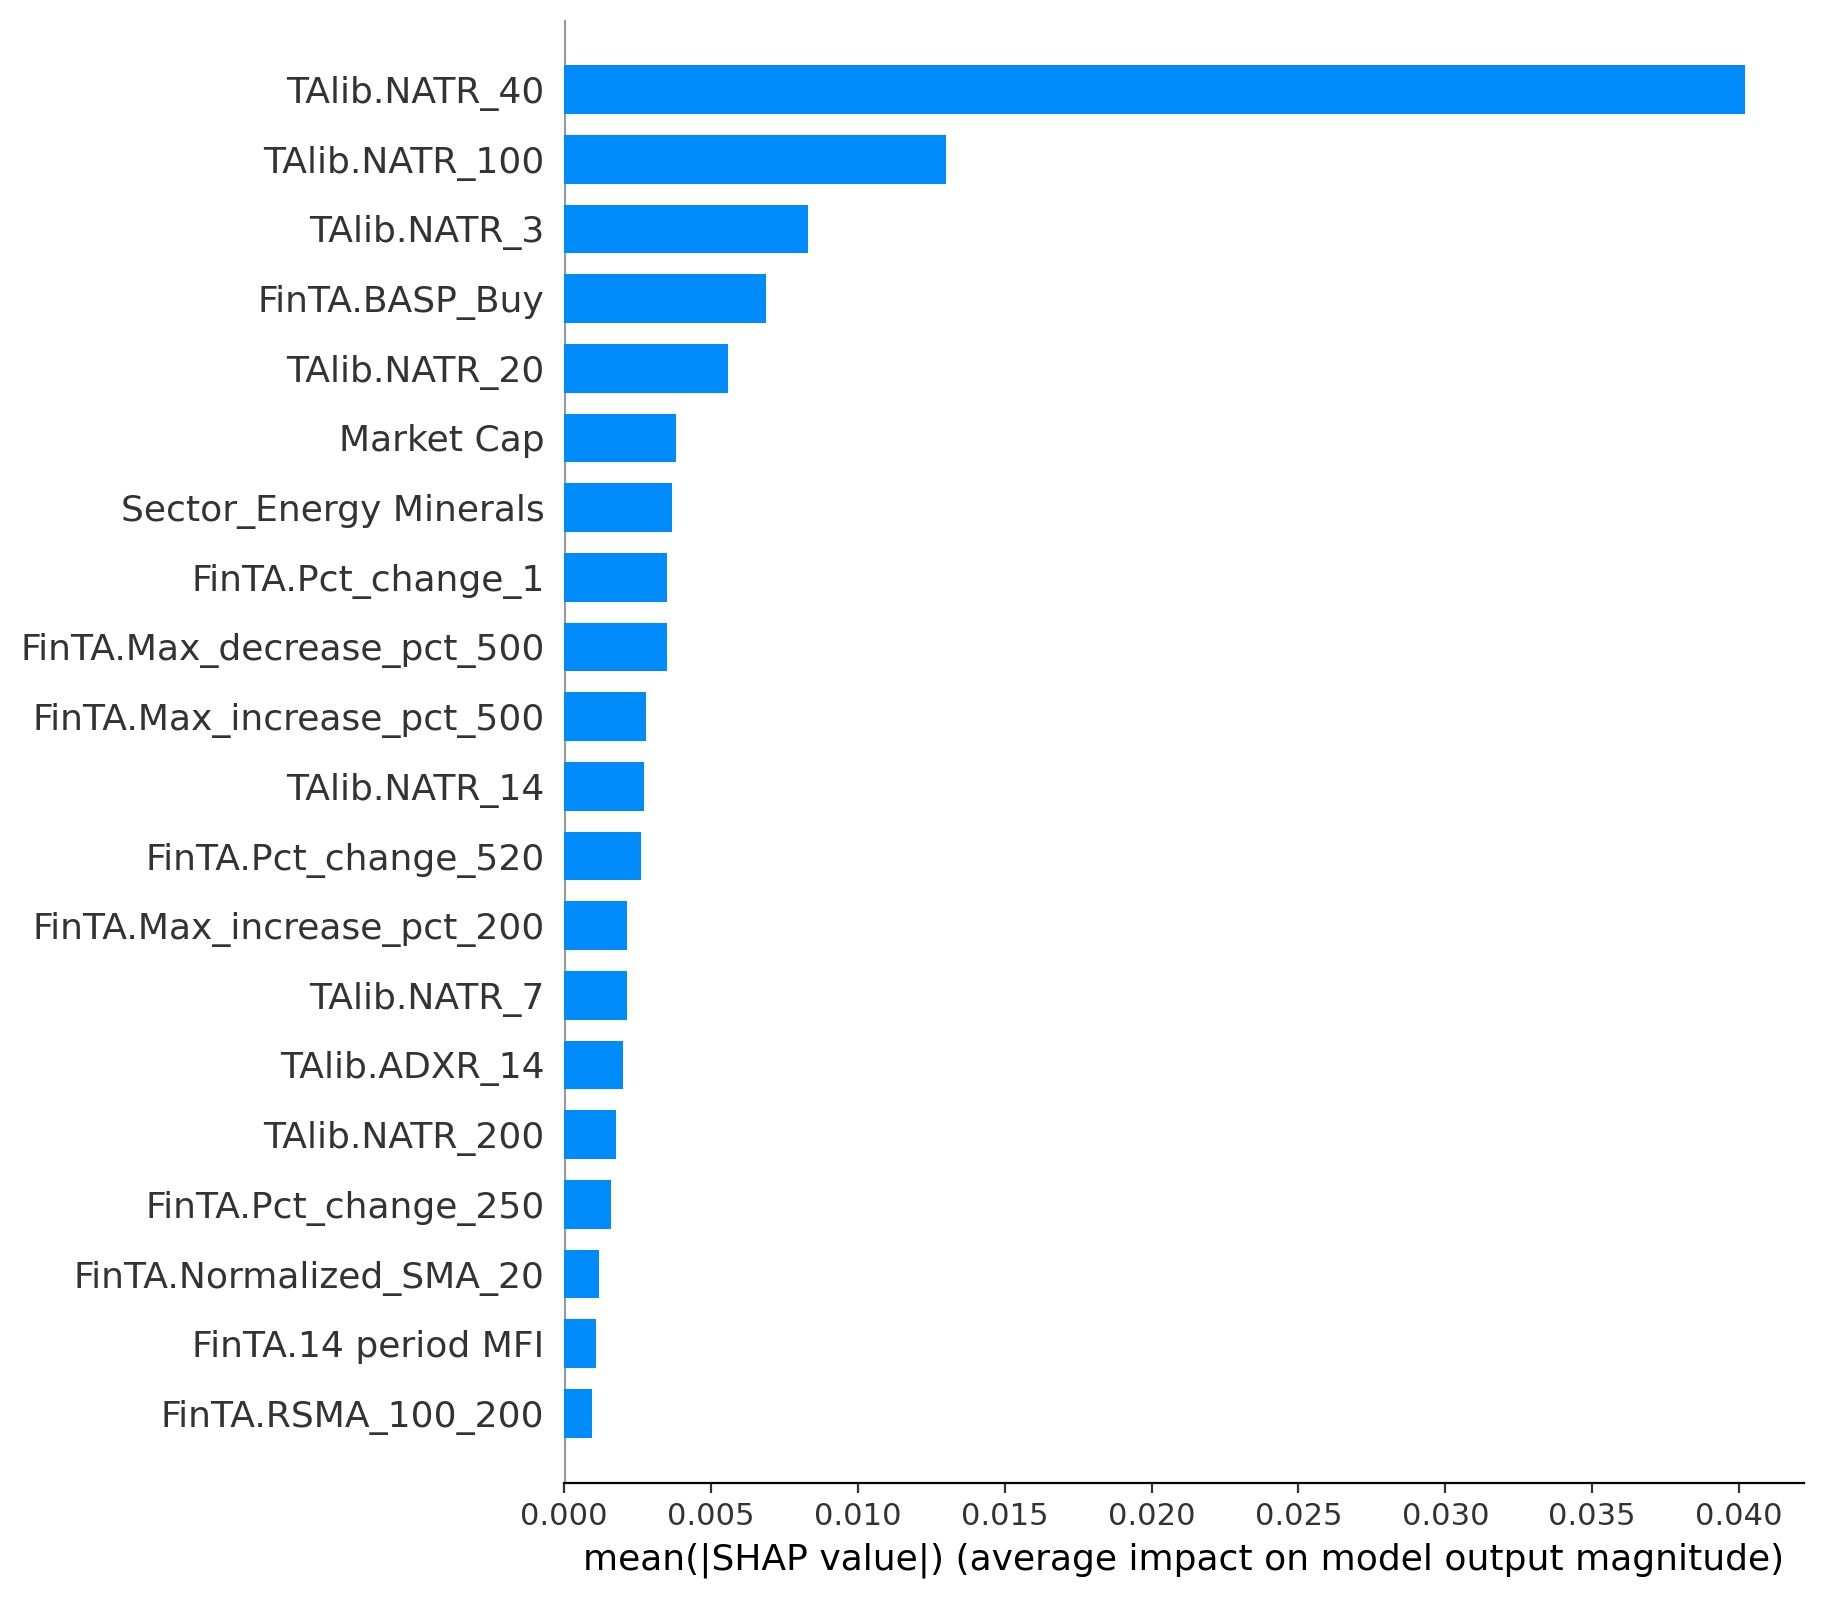 TAlib.NATR_40
TAlib.NATR_100
TAlib.NATR_3
FinTA.BASP_Buy
TAlib.NATR_20
Market Cap
Sector_Energy Minerals
FinTA.Pct_change_1
FinTA.Max_decrease_pct_500
FinTA.Max_increase_pct_500
TAlib.NATR_14
FinTA.Pct_change_520
FinTA.Max_increase_pct_200
TAlib.NATR_7
TAlib.ADXR_14
TAlib.NATR_200
FinTA.Pct_change_250
FinTA.Normalized_SMA_20
FinTA.14 period MFI
FinTA.RSMA_100_200
0.000 0.005 0.010 0.015 0.020 0.025 0.030 0.035 0.040
mean(|SHAP value|) (average impact on model output magnitude)